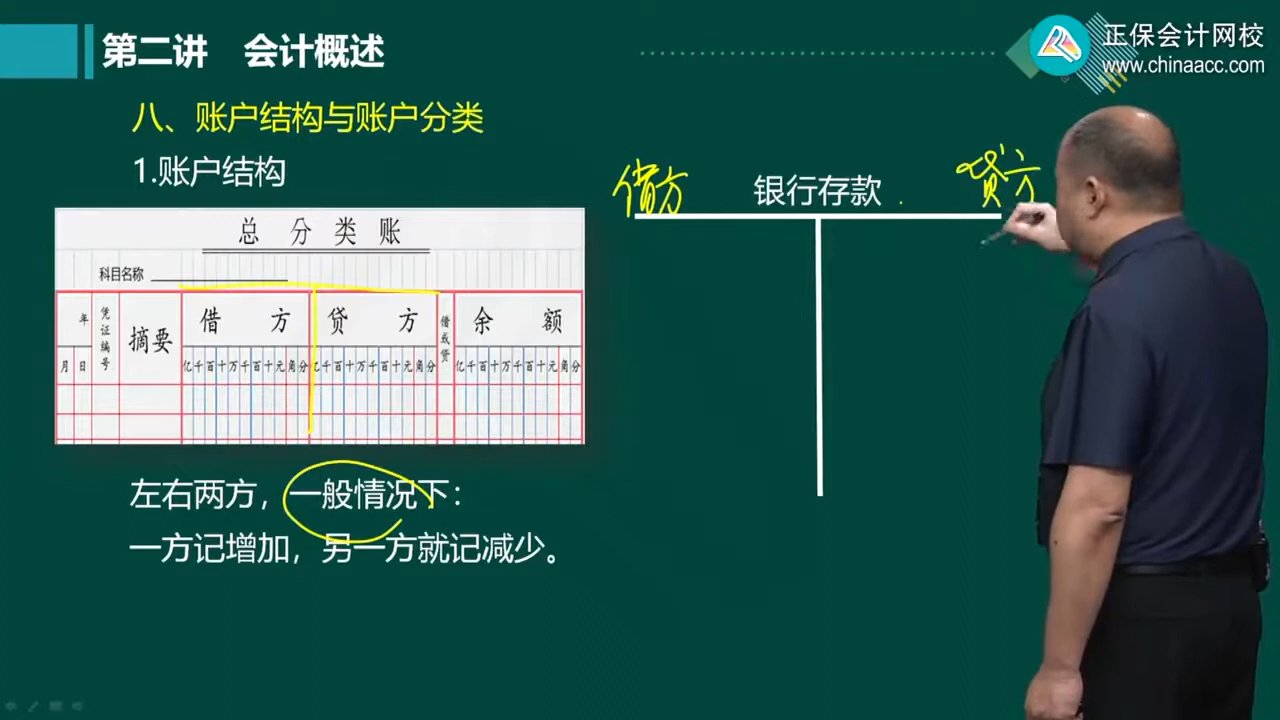 第二讲 会计概述
正保会计网校
www.chinaacc.com
八、账户结构与账户分类
1.账户结构
总分类账
科目名称
年
月 日
凭证编号
摘要
借方
亿千百十万千百十元角分
贷方
亿千百十万千百十元角分
借或贷
余额
亿千百十万千百十元角分
左右两方，一般情况下：
一方记增加，另一方就记减少。
借方 银行存款 贷方